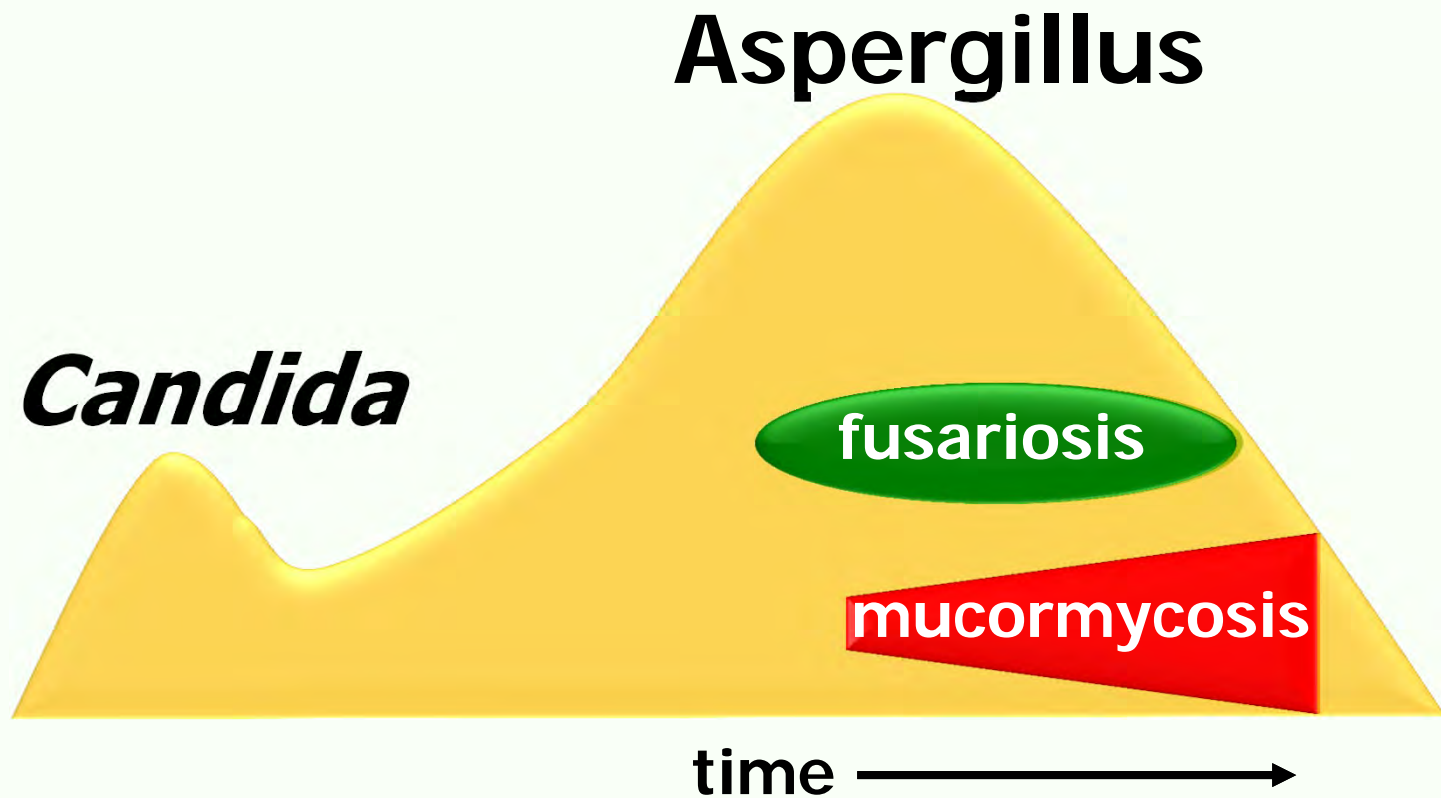 Aspergillus
Candida
fusariosis
mucormycosis
time